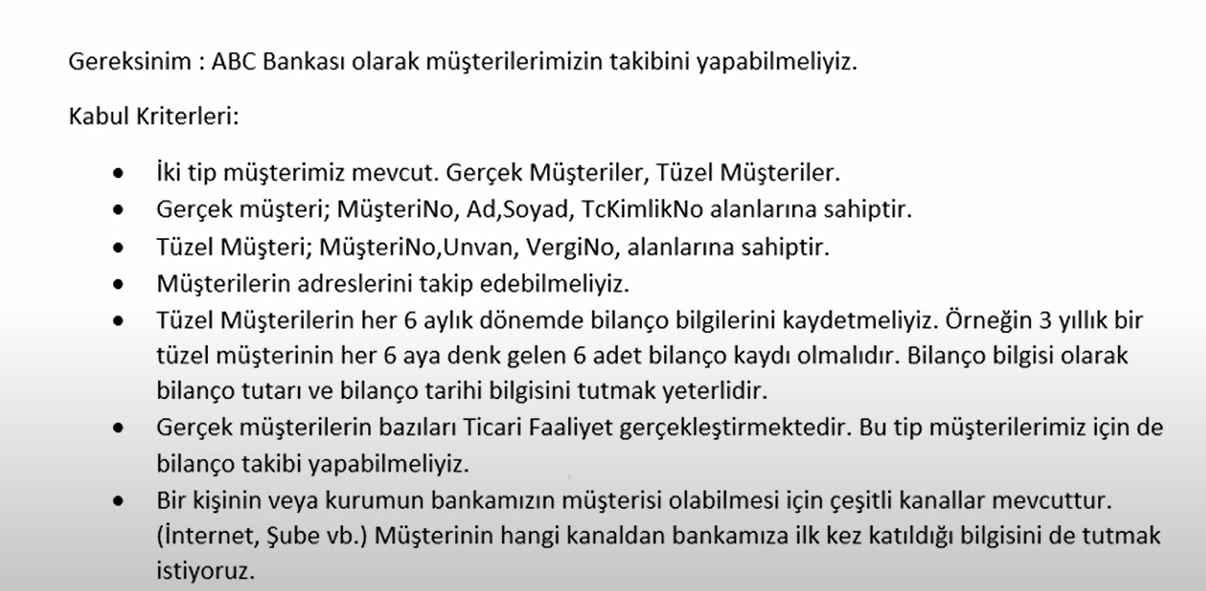 Gereksinim : ABC Bankası olarak müşterilerimizin takibini yapabilmeliyiz.
Kabul Kriterleri:
• İki tip müşterimiz mevcut. Gerçek Müşteriler, Tüzel Müşteriler.
• Gerçek müşteri; MüşteriNo, Ad,Soyad, TcKimlikNo alanlarına sahiptir.
• Tüzel Müşteri; MüşteriNo,Unvan, VergiNo, alanlarına sahiptir.
• Müşterilerin adreslerini takip edebilmeliyiz.
• Tüzel Müşterilerin her 6 aylık dönemde bilanço bilgilerini kaydetmeliyiz. Örneğin 3 yıllık bir
tüzel müşterinin her 6 aya denk gelen 6 adet bilanço kaydı olmalıdır. Bilanço bilgisi olarak
bilanço tutarı ve bilanço tarihi bilgisini tutmak yeterlidir.
• Gerçek müşterilerin bazıları Ticari Faaliyet gerçekleştirmektedir. Bu tip müşterilerimiz için de
bilanço takibi yapabilmeliyiz.
• Bir kişinin veya kurumun bankamızın müşterisi olabilmesi için çeşitli kanallar mevcuttur.
(İnternet, Şube vb.) Müşterinin hangi kanaldan bankamıza ilk kez katıldığı bilgisini de tutmak
istiyoruz.